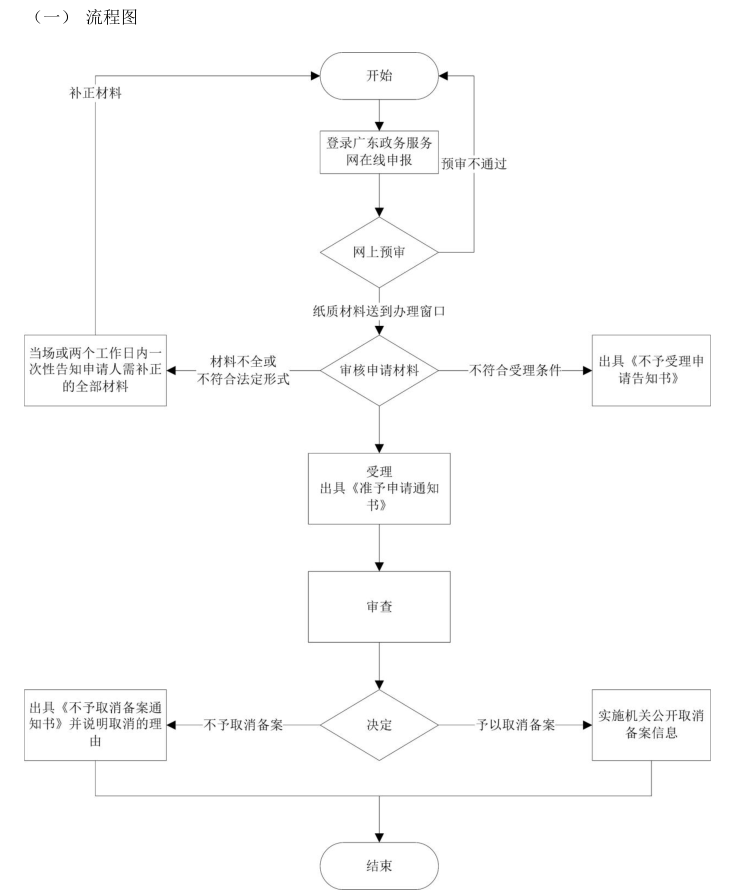 （一） 流程图
开始
补正材料
登录广东政务服务
网在线申报
预审不通过
网上预审
纸质材料送到办理窗口
当场或两个工作日内一
次性告知申请人需补正
的全部材料
材料不全或
不符合法定形式
审核申请材料
不符合受理条件
出具《不予受理申
请告知书》
受理
出具《准予申请通知
书》
审查
出具《不予取消备案通
知书》并说明取消的理
由
不予取消备案
决定
予以取消备案
实施机关公开取消
备案信息
结束